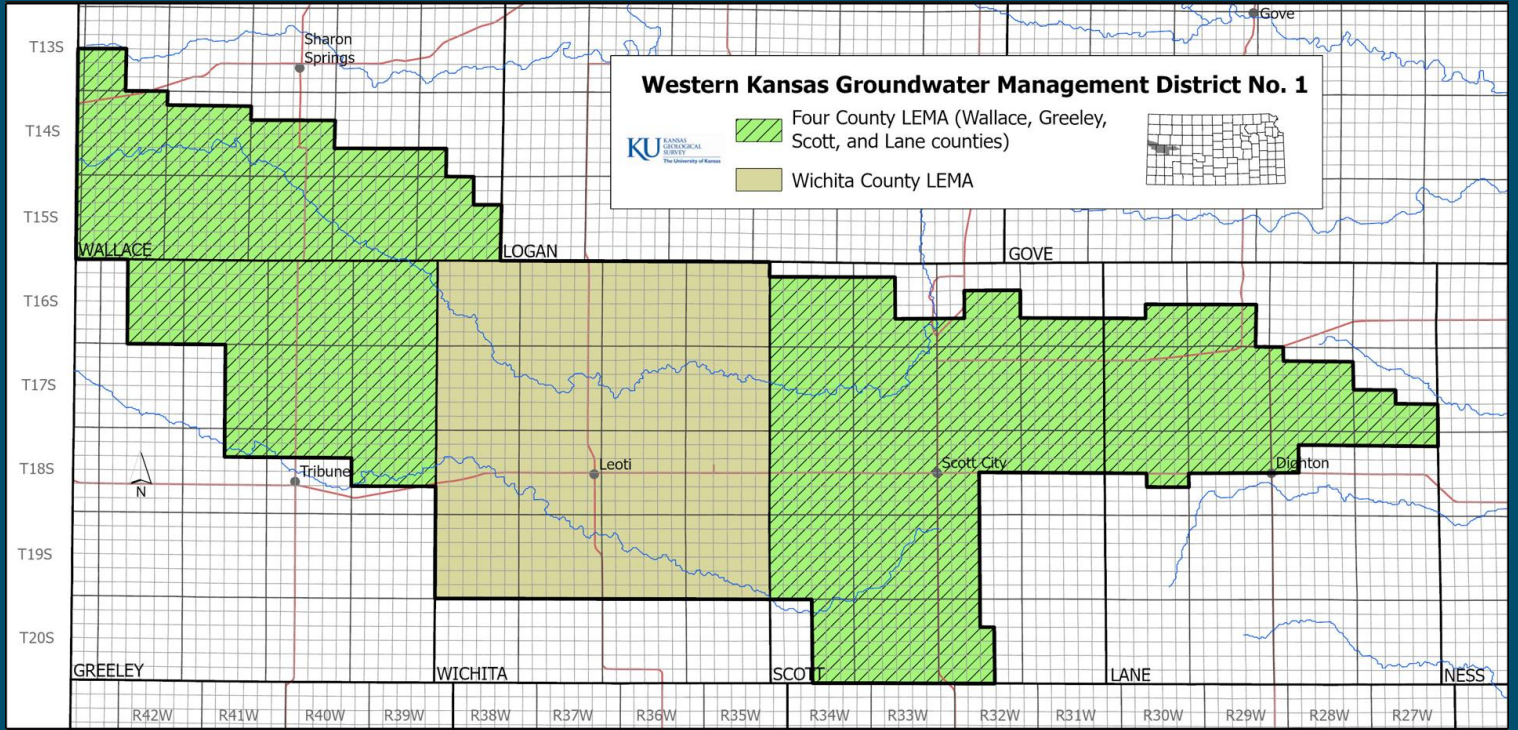 Gove
T13S
Sharon
Springs
Western Kansas Groundwater Management District No. 1
KU KANSAS
GEOLOGICAL
SURVEY
The University of Kansas
Four County LEMA (Wallace, Greeley,
Scott, and Lane counties)
Wichita County LEMA
T14S
T15S
WALLACE
LOGAN
GOVE
T16S
T17S
T18S
Tribune
Leoti
Scott City
Dighton
N
T19S
T20S
GREELEY
WICHITA
SCOTT
LANE
NESS
R42W R41W R40W R39W R38W R37W R36W R35W R34W R33W R32W R31W R30W R29W R28W R27W